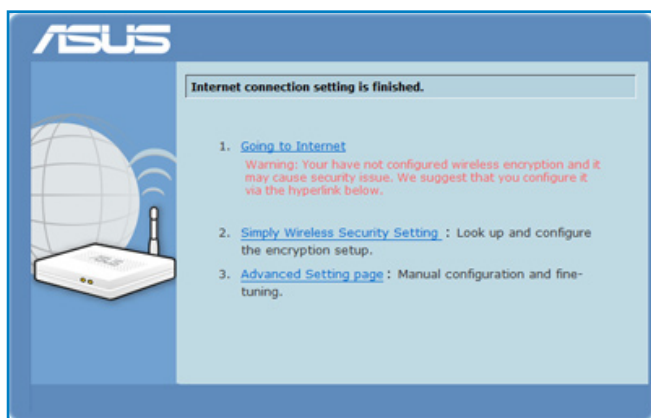 ASUS
Internet connection setting is finished.
1. Going to Internet
Warning: Your have not configured wireless encryption and it
may cause security issue. We suggest that you configure it
via the hyperlink below.
2. Simply Wireless Security Setting : Look up and configure
the encryption setup.
3. Advanced Setting page : Manual configuration and fine-
tuning.
ASUS